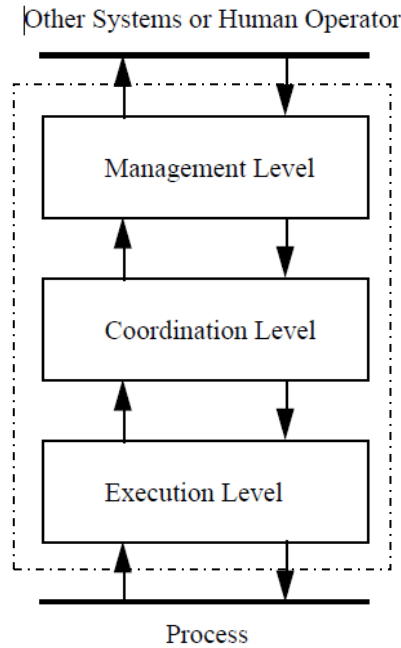 Other Systems or Human Operator
Management Level
Coordination Level
Execution Level
Process